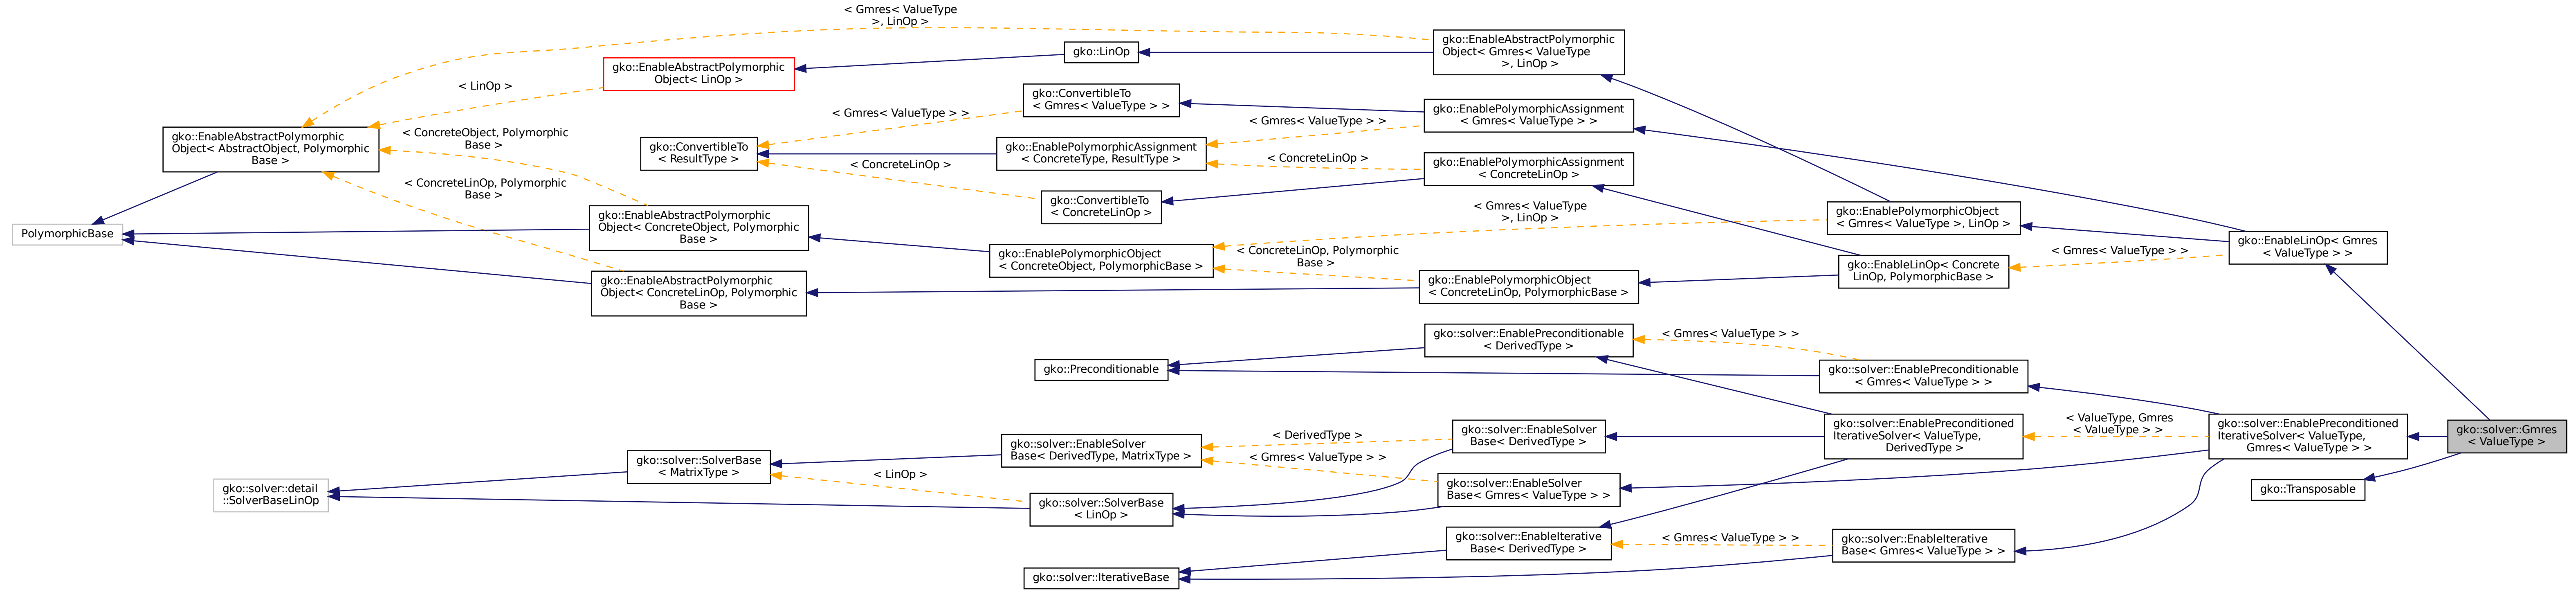 < Gmres< ValueType
>, LinOp >
gko::EnableAbstractPolymorphic
Object< Gmres< ValueType
>, LinOp >
gko::LinOp
gko::EnableAbstractPolymorphic
Object< LinOp >
< LinOp >
gko::ConvertibleTo
< Gmres< ValueType > >
< Gmres< ValueType > >
gko::EnablePolymorphicAssignment
< Gmres< ValueType > >
< Gmres< ValueType > >
gko::EnableAbstractPolymorphic
Object< AbstractObject, Polymorphic
Base >
< ConcreteObject, Polymorphic
Base >
gko::ConvertibleTo
< ResultType >
gko::EnablePolymorphicAssignment
< ConcreteType, ResultType >
< ConcreteLinOp >
< ConcreteLinOp >
gko::EnablePolymorphicAssignment
< ConcreteLinOp >
< ConcreteLinOp, Polymorphic
Base >
gko::ConvertibleTo
< ConcreteLinOp >
PolymorphicBase
gko::EnableAbstractPolymorphic
Object< ConcreteObject, Polymorphic
Base >
< Gmres< ValueType
>, LinOp >
gko::EnablePolymorphicObject
< Gmres< ValueType >, LinOp >
gko::EnablePolymorphicObject
< ConcreteObject, PolymorphicBase >
< ConcreteLinOp, Polymorphic
Base >
gko::EnableLinOp< Gmres
< ValueType > >
< Gmres< ValueType > >
gko::EnableLinOp< Concrete
LinOp, PolymorphicBase >
gko::EnableAbstractPolymorphic
Object< ConcreteLinOp, Polymorphic
Base >
gko::EnablePolymorphicObject
< ConcreteLinOp, PolymorphicBase >
gko::solver::EnablePreconditionable
< DerivedType >
< Gmres< ValueType > >
gko::Preconditionable
gko::solver::EnablePreconditionable
< Gmres< ValueType > >
gko::solver::EnableSolver
Base< DerivedType >
gko::solver::EnablePreconditioned
IterativeSolver< ValueType,
DerivedType >
< ValueType, Gmres
< ValueType > >
gko::solver::EnablePreconditioned
IterativeSolver< ValueType,
Gmres< ValueType > >
gko::solver::Gmres
< ValueType >
< DerivedType >
gko::solver::EnableSolver
Base< DerivedType, MatrixType >
< Gmres< ValueType > >
gko::solver::SolverBase
< MatrixType >
< LinOp >
gko::solver::EnableSolver
Base< Gmres< ValueType > >
gko::Transposable
gko::solver::detail
::SolverBaseLinOp
gko::solver::SolverBase
< LinOp >
gko::solver::EnableIterative
Base< DerivedType >
< Gmres< ValueType > >
gko::solver::EnableIterative
Base< Gmres< ValueType > >
gko::solver::IterativeBase